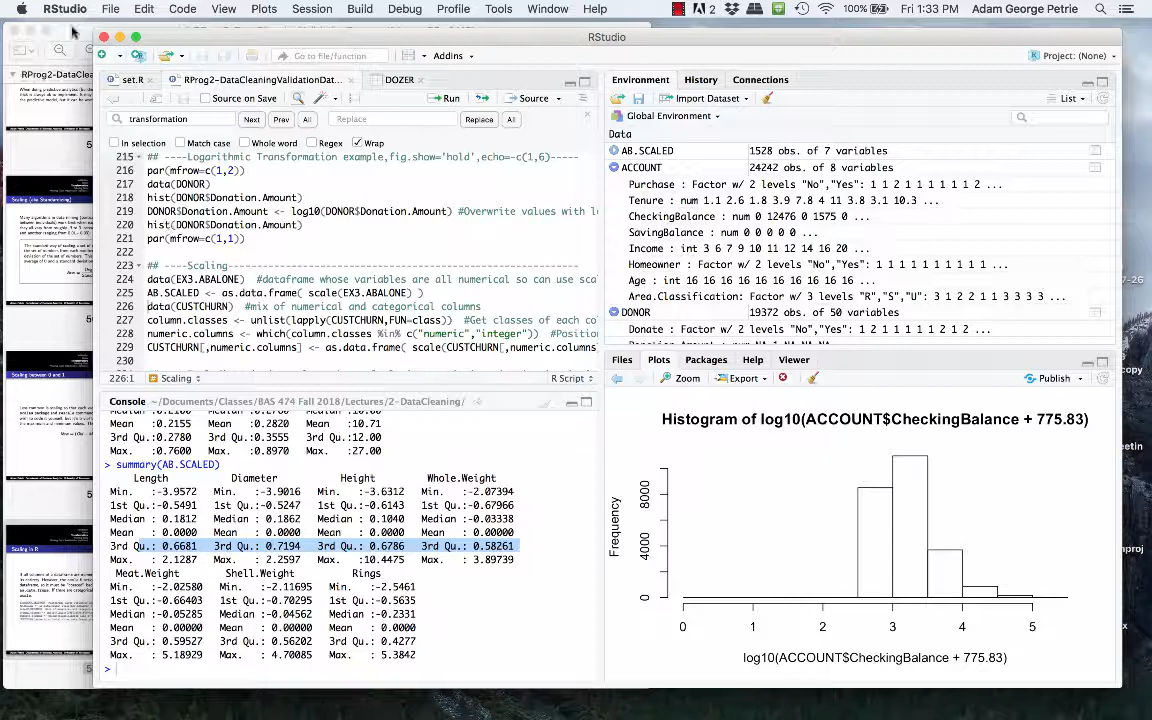 RStudio File Edit Code View Plots Session Build Debug Profile Tools Window Help 100% Fri 1:33 PM Adam George Petrie
RStudio
Go to file/function Addins Project: (None)
RProg2-DataClea
set.R RProg2-DataCleaningValidationDat... DOZER
Source on Save Run Source
transformation Next Prev All Replace Replace All
In selection Match case Whole word Regex Wrap
215 ## ----Logarithmic Transformation example,fig.show='hold',echo=-c(1,6)-----
216 par(mfrow=c(1,2))
217 data(DONOR)
218 hist(DONOR$Donation.Amount)
219 DONOR$Donation.Amount <- log10(DONOR$Donation.Amount) #Overwrite values with l
220 hist(DONOR$Donation.Amount)
221 par(mfrow=c(1,1))
222
223 ## ----Scaling----
224 data(EX3.ABALONE) #dataframe whose variables are all numerical so can use scal
225 AB.SCALED <- as.data.frame( scale(EX3.ABALONE) )
226 data(CUSTCHURN) #mix of numerical and categorical columns
227 column.classes <- unlist(lapply(CUSTCHURN,FUN=class)) #Get classes of each col
228 numeric.columns <- which(column.classes %in% c("numeric","integer")) #Position
229 CUSTCHURN[,numeric.columns] <- as.data.frame( scale(CUSTCHURN[,numeric.columns
230
226:1 Scaling R Script
Console ~/Documents/Classes/BAS 474 Fall 2018/Lectures/2-DataCleaning/
Mean :0.2155 Mean :0.2820 Mean :10.71
3rd Qu.:0.2780 3rd Qu.:0.3555 3rd Qu.:12.00
Max. :0.7600 Max. :0.8970 Max. :27.00
> summary(AB.SCALED)
Length Diameter Height Whole.Weight
Min. :-3.9572 Min. :-3.9016 Min. :-3.6312 Min. :-2.07394
1st Qu.:-0.5491 1st Qu.:-0.5247 1st Qu.:-0.6143 1st Qu.:-0.67966
Median : 0.1812 Median : 0.1862 Median : 0.1040 Median :-0.03338
Mean : 0.0000 Mean : 0.0000 Mean : 0.0000 Mean : 0.00000
3rd Qu.: 0.6681 3rd Qu.: 0.7194 3rd Qu.: 0.6786 3rd Qu.: 0.58261
Max. : 2.1287 Max. : 2.2597 Max. :10.4475 Max. : 3.89739
Meat.Weight Shell.Weight Rings
Min. :-2.02580 Min. :-2.11695 Min. :-2.5461
1st Qu.:-0.66403 1st Qu.:-0.70295 1st Qu.:-0.5635
Median :-0.05285 Median :-0.04562 Median :-0.2331
Mean : 0.00000 Mean : 0.00000 Mean : 0.0000
3rd Qu.: 0.59527 3rd Qu.: 0.56202 3rd Qu.: 0.4277
Max. : 5.18929 Max. : 4.70085 Max. : 5.3842
>
Environment History Connections
Import Dataset List
Global Environment
Data
AB.SCALED 1528 obs. of 7 variables
ACCOUNT 24242 obs. of 8 variables
Purchase : Factor w/ 2 levels "No","Yes": 1 1 2 1 1 1 1 1 1 2 ...
Tenure : num 1.1 2.6 1.8 3.9 7.8 4 11 3.8 3.1 10.3 ...
CheckingBalance : num 0 12476 0 1575 0 ...
SavingBalance : num 0 0 0 0 0 ...
Income : int 3 6 7 9 10 11 12 14 16 20 ...
Homeowner : Factor w/ 2 levels "No","Yes": 1 1 1 1 1 1 1 1 1 1 ...
Age : int 16 16 16 16 16 16 16 16 16 16 ...
Area.Classification: Factor w/ 3 levels "R","S","U": 3 1 2 2 1 1 3 3 3 3 ...
DONOR 19372 obs. of 50 variables
Donate : Factor w/ 2 levels "No","Yes": 1 2 1 1 1 1 2 1 2 ...
Files Plots Packages Help Viewer
Zoom Export Publish
Histogram of log10(ACCOUNT$CheckingBalance + 775.83)
Frequency
8000
4000
0
0 1 2 3 4 5
log10(ACCOUNT$CheckingBalance + 775.83)
Scaling (aka Standardizing)
Scaling between 0 and 1
Scaling in R
7-26
copy
eetin
nproj